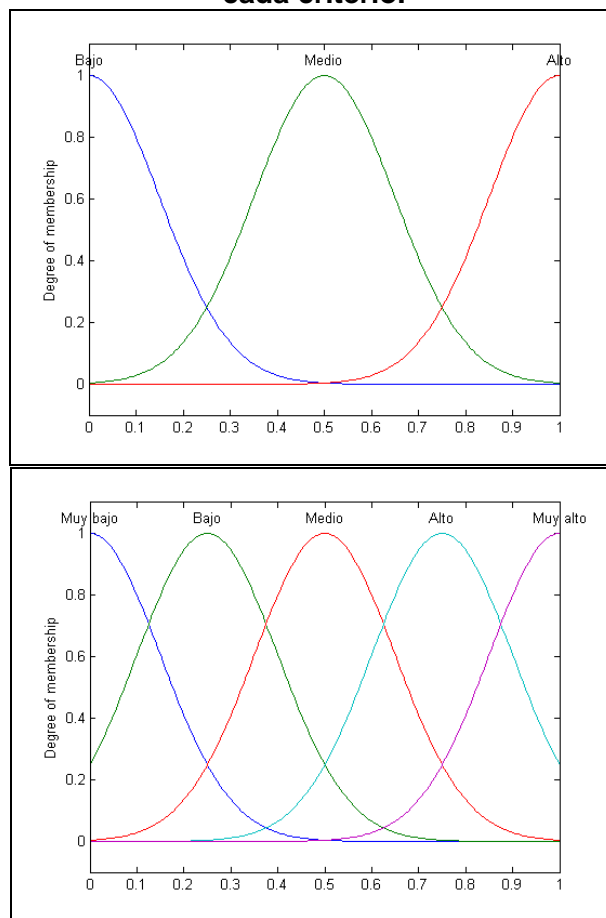 cada criterio.
Bajo Medio Alto
1
0.8
0.6
0.4
0.2
0
Degree of membership
0 0.1 0.2 0.3 0.4 0.5 0.6 0.7 0.8 0.9 1
Muy bajo Bajo Medio Alto Muy alto
1
0.8
0.6
0.4
0.2
0
Degree of membership
0 0.1 0.2 0.3 0.4 0.5 0.6 0.7 0.8 0.9 1